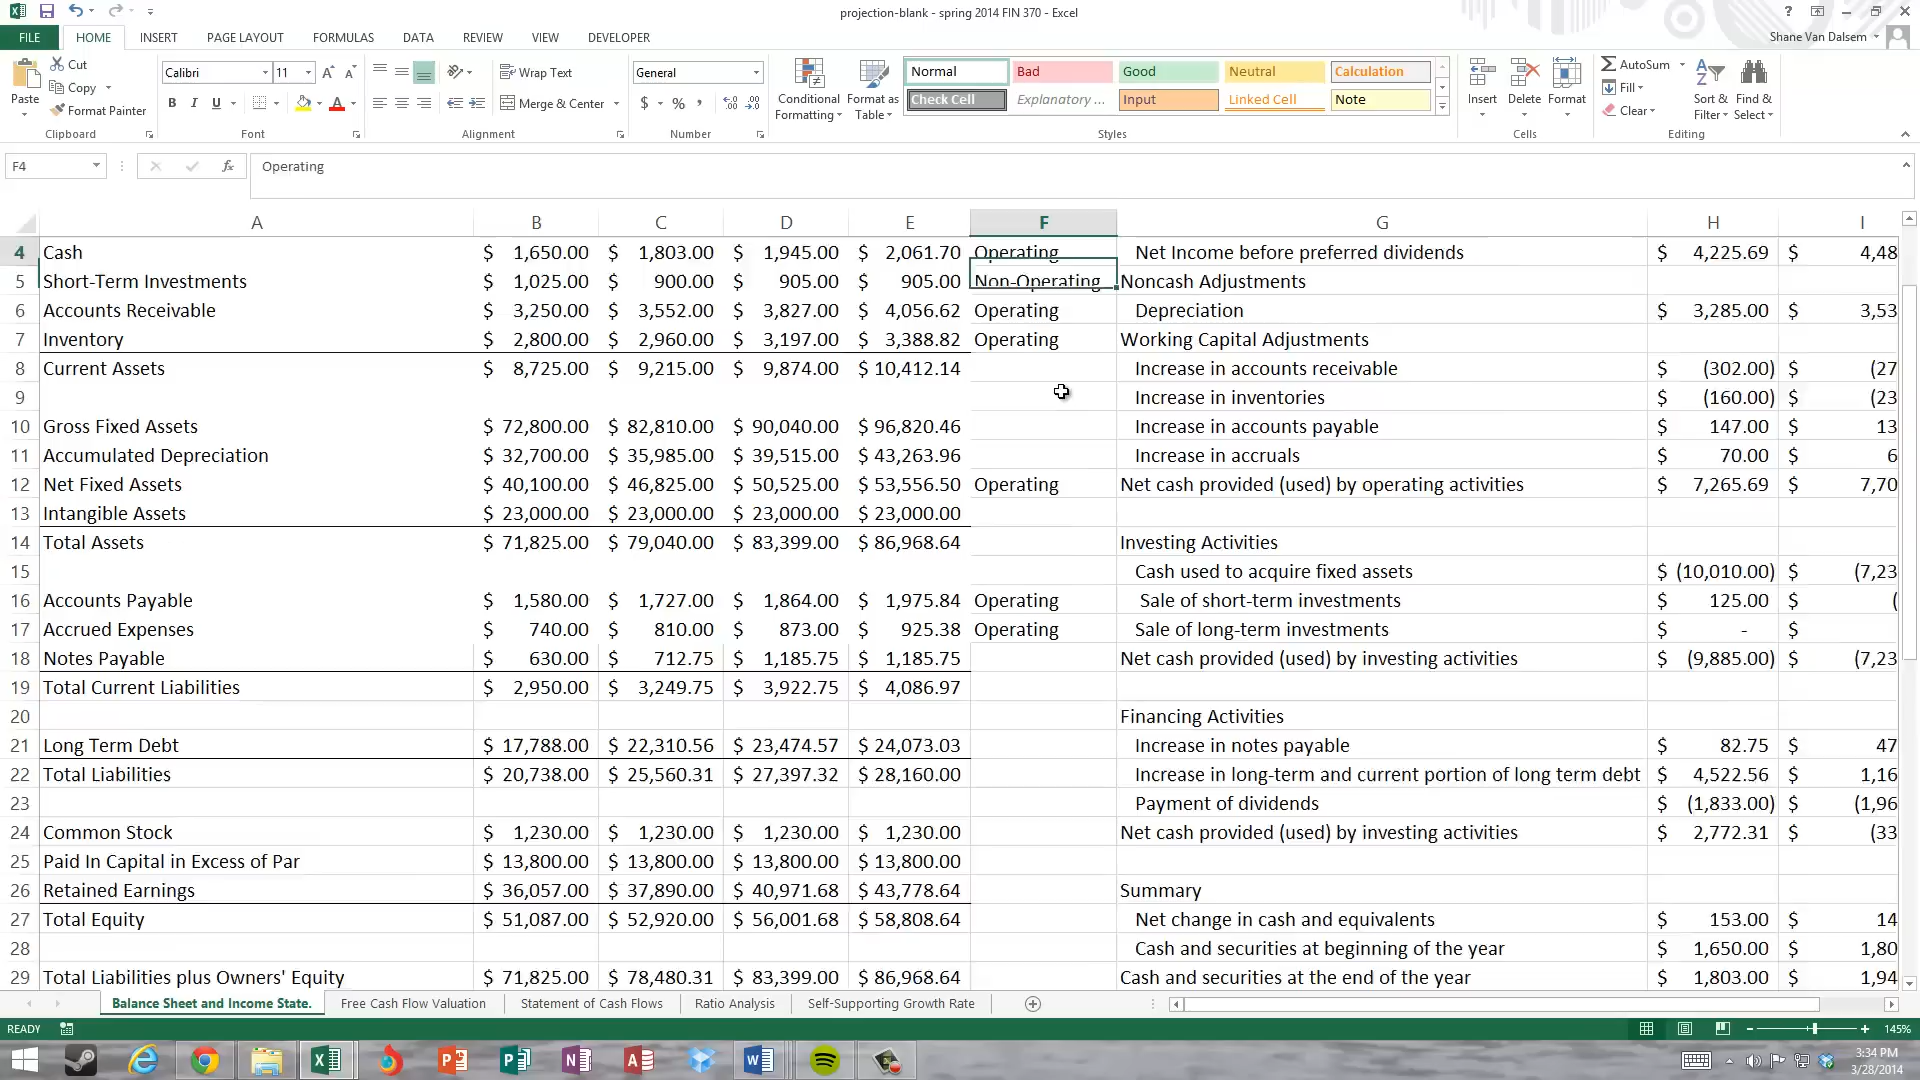 projection-blank - spring 2014 FIN 370 - Excel
FILE HOME INSERT PAGE LAYOUT FORMULAS DATA REVIEW VIEW DEVELOPER Shane Van Dalsem
Paste Cut Copy Format Painter Clipboard
Calibri 11 B I U Font
Wrap Text Merge & Center Alignment
General $ % , Number
Conditional Formatting Format as Table
Normal Bad Good Neutral Calculation
Check Cell Explanatory ... Input Linked Cell Note
Styles
Insert Delete Format Cells
AutoSum Fill Clear Sort & Filter Find & Select Editing
F4 fx Operating
A B C D E F G H I
4 Cash $ 1,650.00 $ 1,803.00 $ 1,945.00 $ 2,061.70 Operating Net Income before preferred dividends $ 4,225.69 $ 4,48
5 Short-Term Investments $ 1,025.00 $ 900.00 $ 905.00 $ 905.00 Non-Operating Noncash Adjustments
6 Accounts Receivable $ 3,250.00 $ 3,552.00 $ 3,827.00 $ 4,056.62 Operating Depreciation $ 3,285.00 $ 3,53
7 Inventory $ 2,800.00 $ 2,960.00 $ 3,197.00 $ 3,388.82 Operating Working Capital Adjustments
8 Current Assets $ 8,725.00 $ 9,215.00 $ 9,874.00 $ 10,412.14 Increase in accounts receivable $ (302.00) $ (27
9 Increase in inventories $ (160.00) $ (23
10 Gross Fixed Assets $ 72,800.00 $ 82,810.00 $ 90,040.00 $ 96,820.46 Increase in accounts payable $ 147.00 $ 13
11 Accumulated Depreciation $ 32,700.00 $ 35,985.00 $ 39,515.00 $ 43,263.96 Increase in accruals $ 70.00 $ 6
12 Net Fixed Assets $ 40,100.00 $ 46,825.00 $ 50,525.00 $ 53,556.50 Operating Net cash provided (used) by operating activities $ 7,265.69 $ 7,70
13 Intangible Assets $ 23,000.00 $ 23,000.00 $ 23,000.00 $ 23,000.00
14 Total Assets $ 71,825.00 $ 79,040.00 $ 83,399.00 $ 86,968.64 Investing Activities
15 Cash used to acquire fixed assets $ (10,010.00) $ (7,23
16 Accounts Payable $ 1,580.00 $ 1,727.00 $ 1,864.00 $ 1,975.84 Operating Sale of short-term investments $ 125.00 $ (
17 Accrued Expenses $ 740.00 $ 810.00 $ 873.00 $ 925.38 Operating Sale of long-term investments $ - $
18 Notes Payable $ 630.00 $ 712.75 $ 1,185.75 $ 1,185.75 Net cash provided (used) by investing activities $ (9,885.00) $ (7,23
19 Total Current Liabilities $ 2,950.00 $ 3,249.75 $ 3,922.75 $ 4,086.97
20 Financing Activities
21 Long Term Debt $ 17,788.00 $ 22,310.56 $ 23,474.57 $ 24,073.03 Increase in notes payable $ 82.75 $ 47
22 Total Liabilities $ 20,738.00 $ 25,560.31 $ 27,397.32 $ 28,160.00 Increase in long-term and current portion of long term debt $ 4,522.56 $ 1,16
23 Payment of dividends $ (1,833.00) $ (1,96
24 Common Stock $ 1,230.00 $ 1,230.00 $ 1,230.00 $ 1,230.00 Net cash provided (used) by investing activities $ 2,772.31 $ (33
25 Paid In Capital in Excess of Par $ 13,800.00 $ 13,800.00 $ 13,800.00 $ 13,800.00
26 Retained Earnings $ 36,057.00 $ 37,890.00 $ 40,971.68 $ 43,778.64 Summary
27 Total Equity $ 51,087.00 $ 52,920.00 $ 56,001.68 $ 58,808.64 Net change in cash and equivalents $ 153.00 $ 14
28 Cash and securities at beginning of the year $ 1,650.00 $ 1,80
29 Total Liabilities plus Owners' Equity $ 71,825.00 $ 78,480.31 $ 83,399.00 $ 86,968.64 Cash and securities at the end of the year $ 1,803.00 $ 1,94
Balance Sheet and Income State. Free Cash Flow Valuation Statement of Cash Flows Ratio Analysis Self-Supporting Growth Rate
READY 145%
3:34 PM
3/28/2014